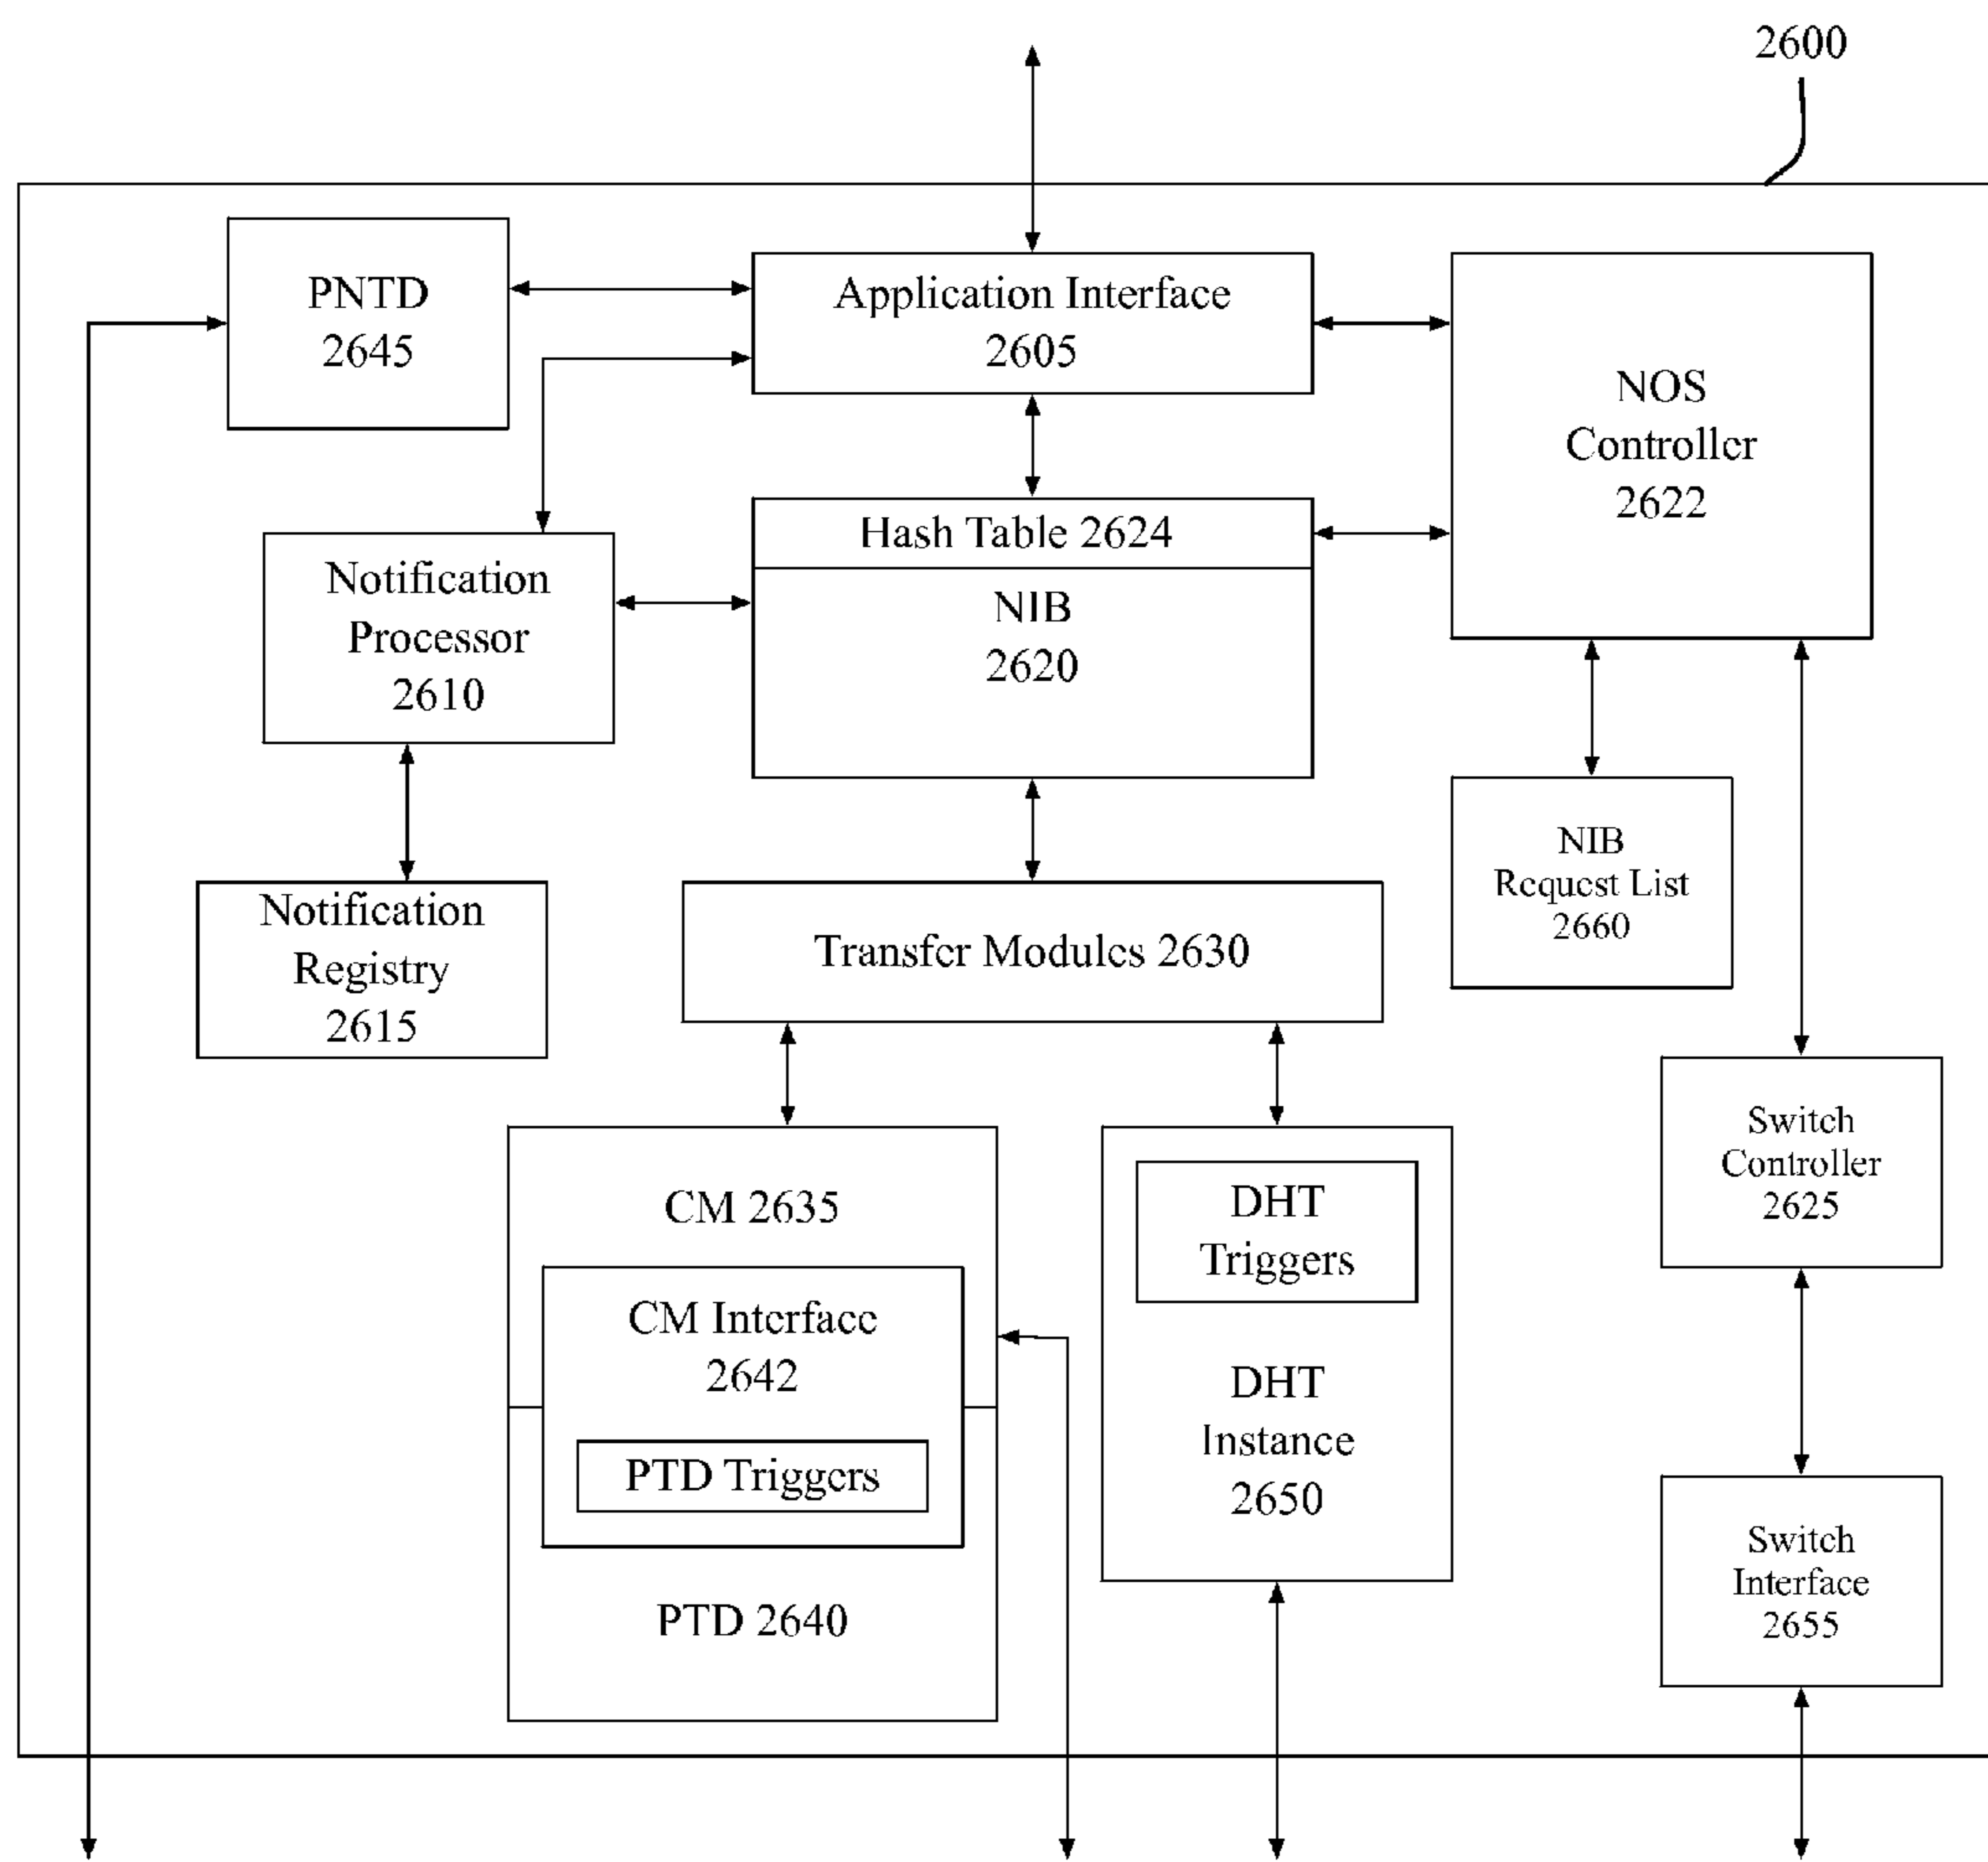 2600
PNTD
2645
Application Interface
2605
NOS
Controller
2622
Hash Table 2624
NIB
2620
Notification
Processor
2610
NIB
Request List
2660
Notification
Registry
2615
Transfer Modules 2630
Switch
Controller
2625
CM 2635
CM Interface
2642
PTD Triggers
PTD 2640
DHT
Triggers
DHT
Instance
2650
Switch
Interface
2655